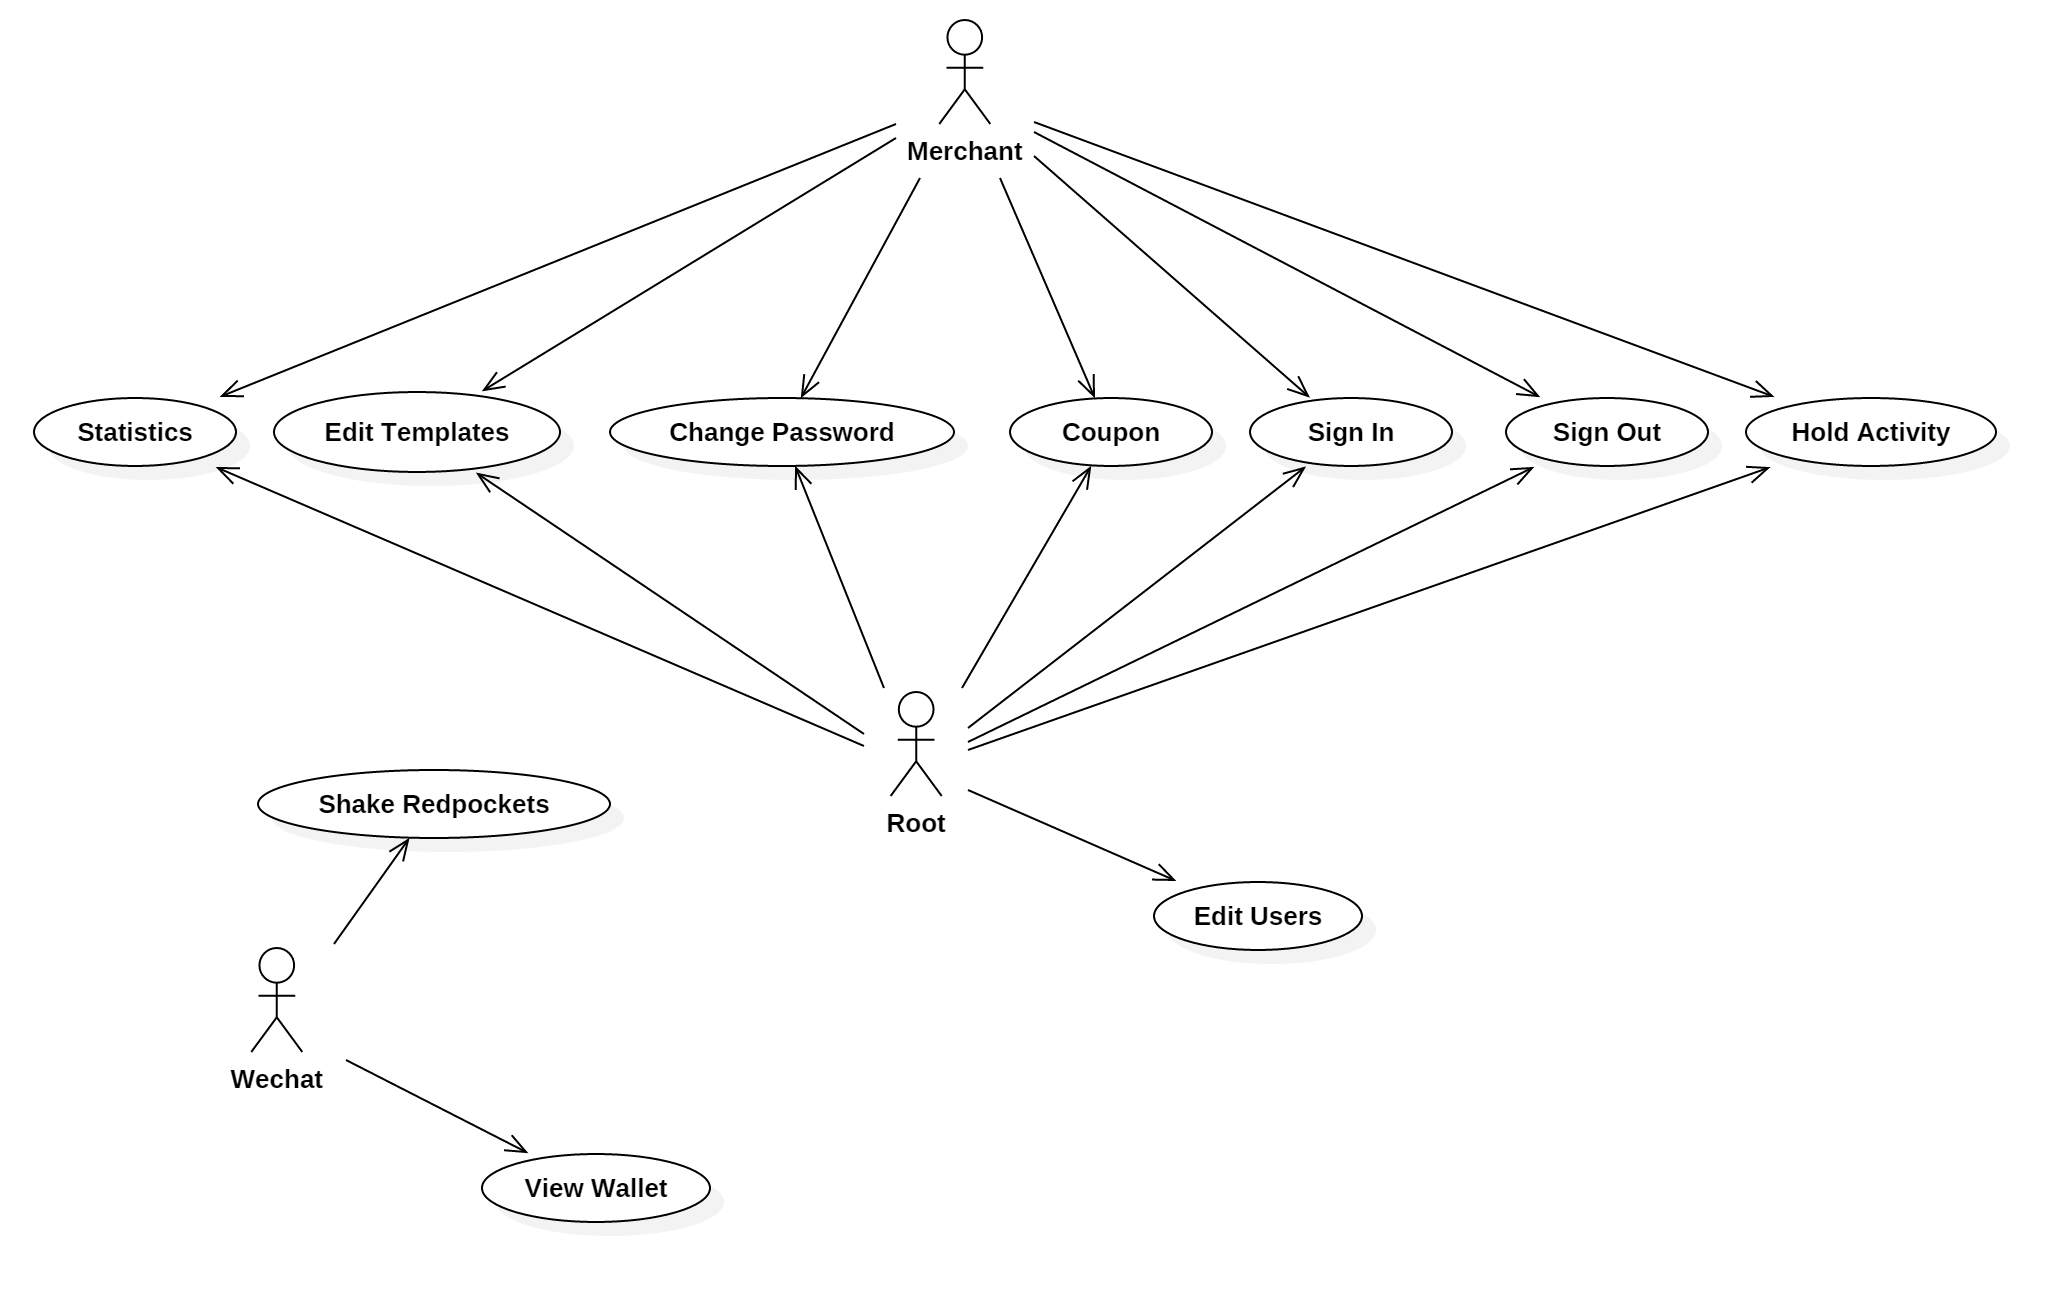 Merchant
Statistics
Edit Templates
Change Password
Coupon
Sign In
Sign Out
Hold Activity
Shake Redpockets
Root
Edit Users
Wechat
View Wallet